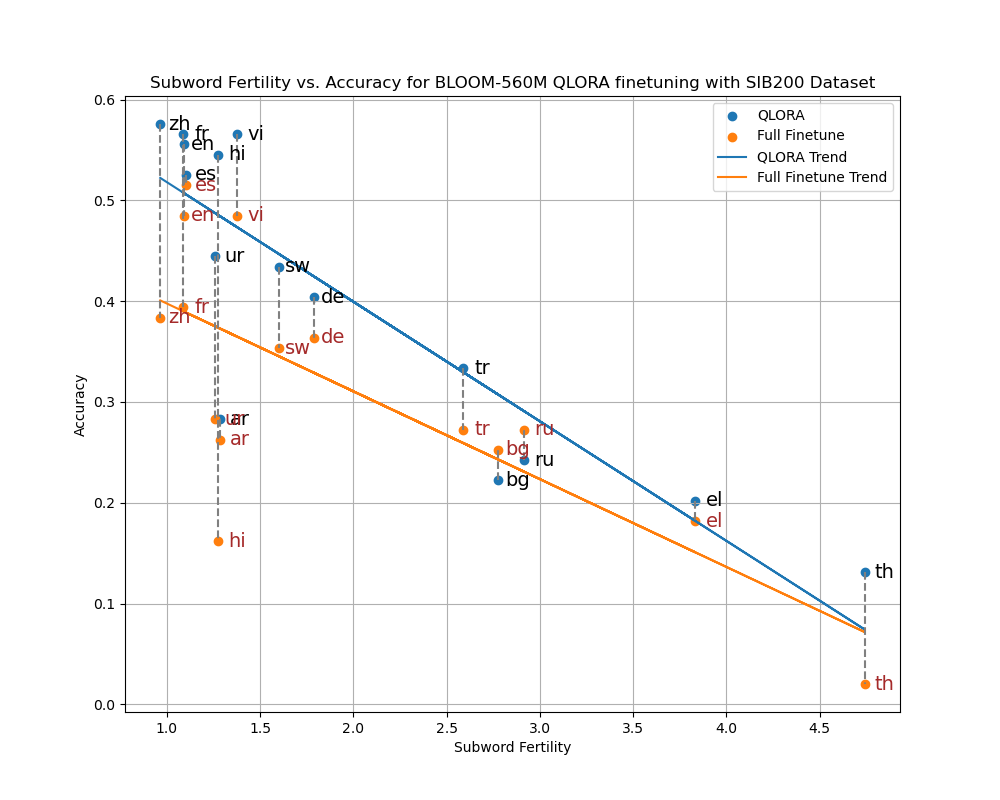 Subword Fertility vs. Accuracy for BLOOM-560M QLORA finetuning with SIB200 Dataset
0.6
0.5
0.4
0.3
0.2
0.1
0.0
Accuracy
QLORA
Full Finetune
QLORA Trend
Full Finetune Trend
zh
fr
vi
en
hi
es
es
en
vi
ur
sw
de
fr
zh
de
sw
tr
ur
ar
ar
tr
ru
bg
ru
bg
el
el
hi
th
th
1.0
1.5
2.0
2.5
3.0
3.5
4.0
4.5
Subword Fertility